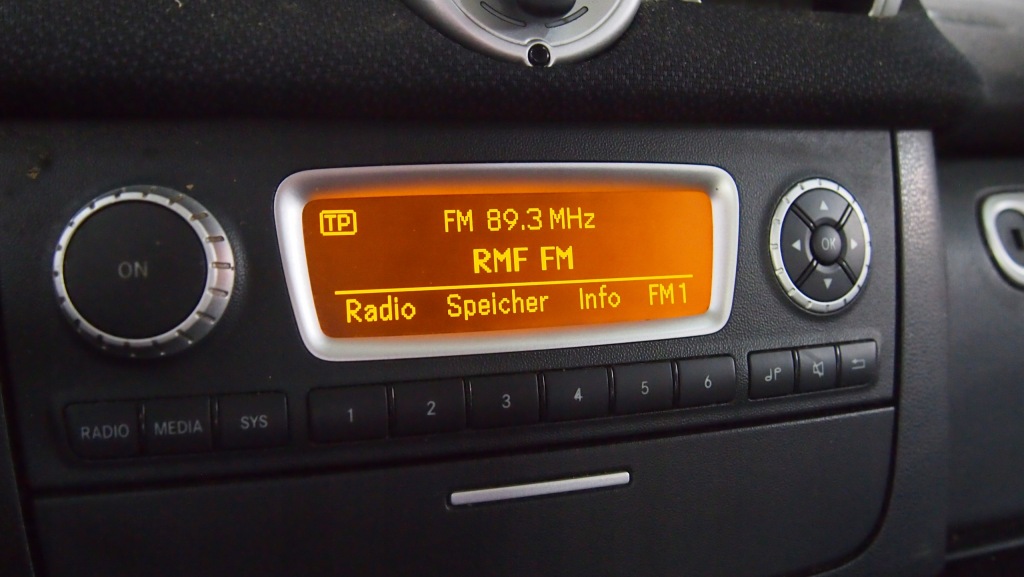 TP FM 89.3 MHz
RMF FM
Radio Speicher Info FM1
ON
OK
1 2 3 4 5 6
RADIO MEDIA SYS